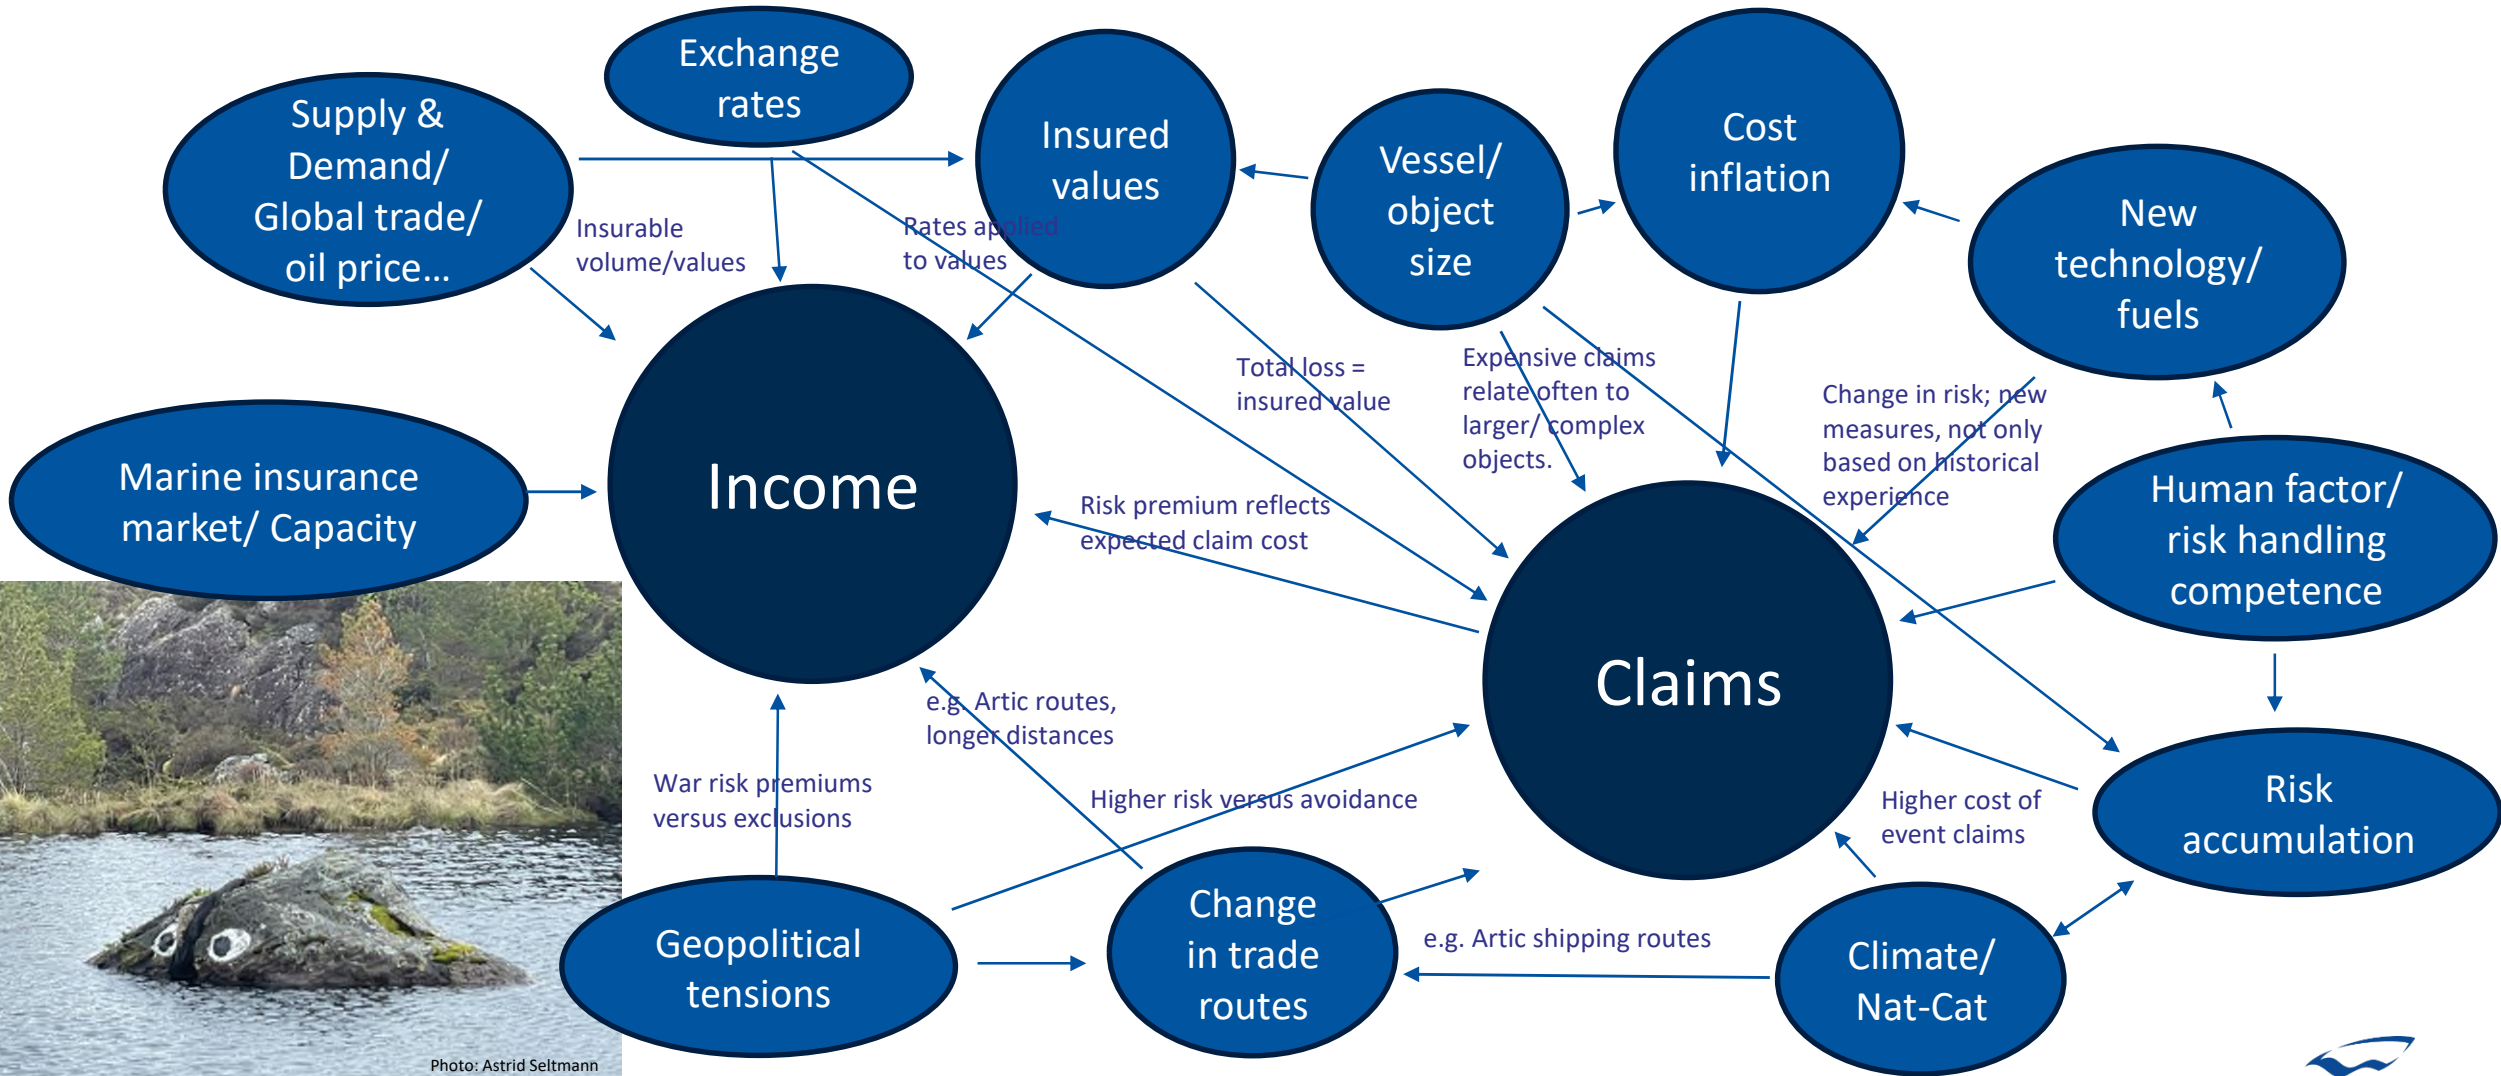 Exchange
rates
Supply &
Demand/
Global trade/
oil price...
Insured
values
Vessel/
object
size
Cost
inflation
New
technology/
fuels
Insurable
volume/values
Rates applied
to values
Total loss =
insured value
Expensive claims
relate often to
larger/ complex
objects.
Change in risk; new
measures, not only
based on historical
experience
Marine insurance
market/ Capacity
Income
Risk premium reflects
expected claim cost
Human factor/
risk handling
competence
Claims
e.g. Artic routes,
longer distances
War risk premiums
versus exclusions
Higher risk versus avoidance
Higher cost of
event claims
Risk
accumulation
Geopolitical
tensions
Change
in trade
routes
e.g. Artic shipping routes
Climate/
Nat-Cat
Photo: Astrid Seltmann